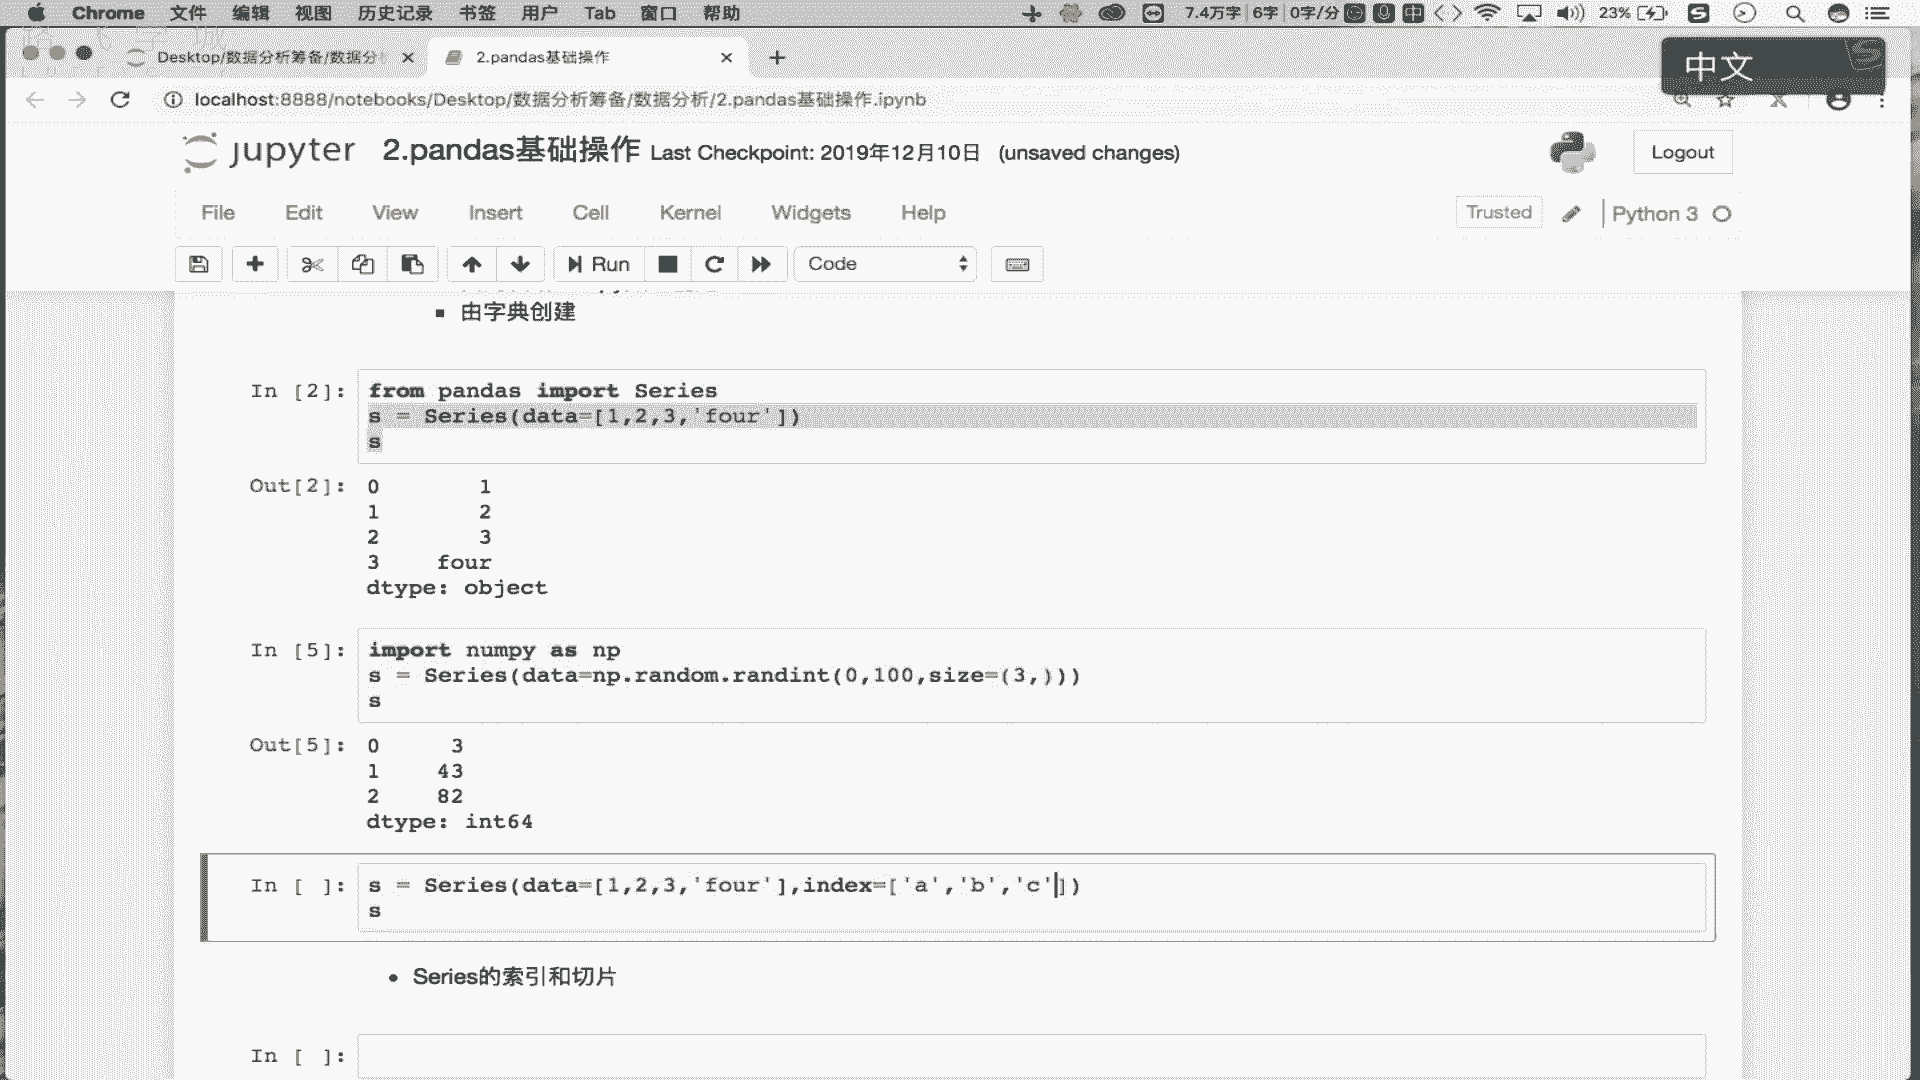 Chrome 文件 编辑 视图 历史记录 书签 用户 Tab 窗口 帮助 7.4万字 6字 0字/分 中 23%
中文
Desktop/数据分析筹备/数据分析 2.pandas基础操作
localhost:8888/notebooks/Desktop/数据分析筹备/数据分析/2.pandas基础操作.ipynb
jupyter 2.pandas基础操作 Last Checkpoint: 2019年12月10日 (unsaved changes) Logout
File Edit View Insert Cell Kernel Widgets Help Trusted Python 3
Run Code
由字典创建
In [2]: from pandas import Series
s = Series(data=[1,2,3,'four'])
s
Out[2]: 0 1
1 2
2 3
3 four
dtype: object
In [5]: import numpy as np
s = Series(data=np.random.randint(0,100,size=(3,)))
s
Out[5]: 0 3
1 43
2 82
dtype: int64
In [ ]: s = Series(data=[1,2,3,'four'],index=['a','b','c'])
s
Series的索引和切片
In [ ]: